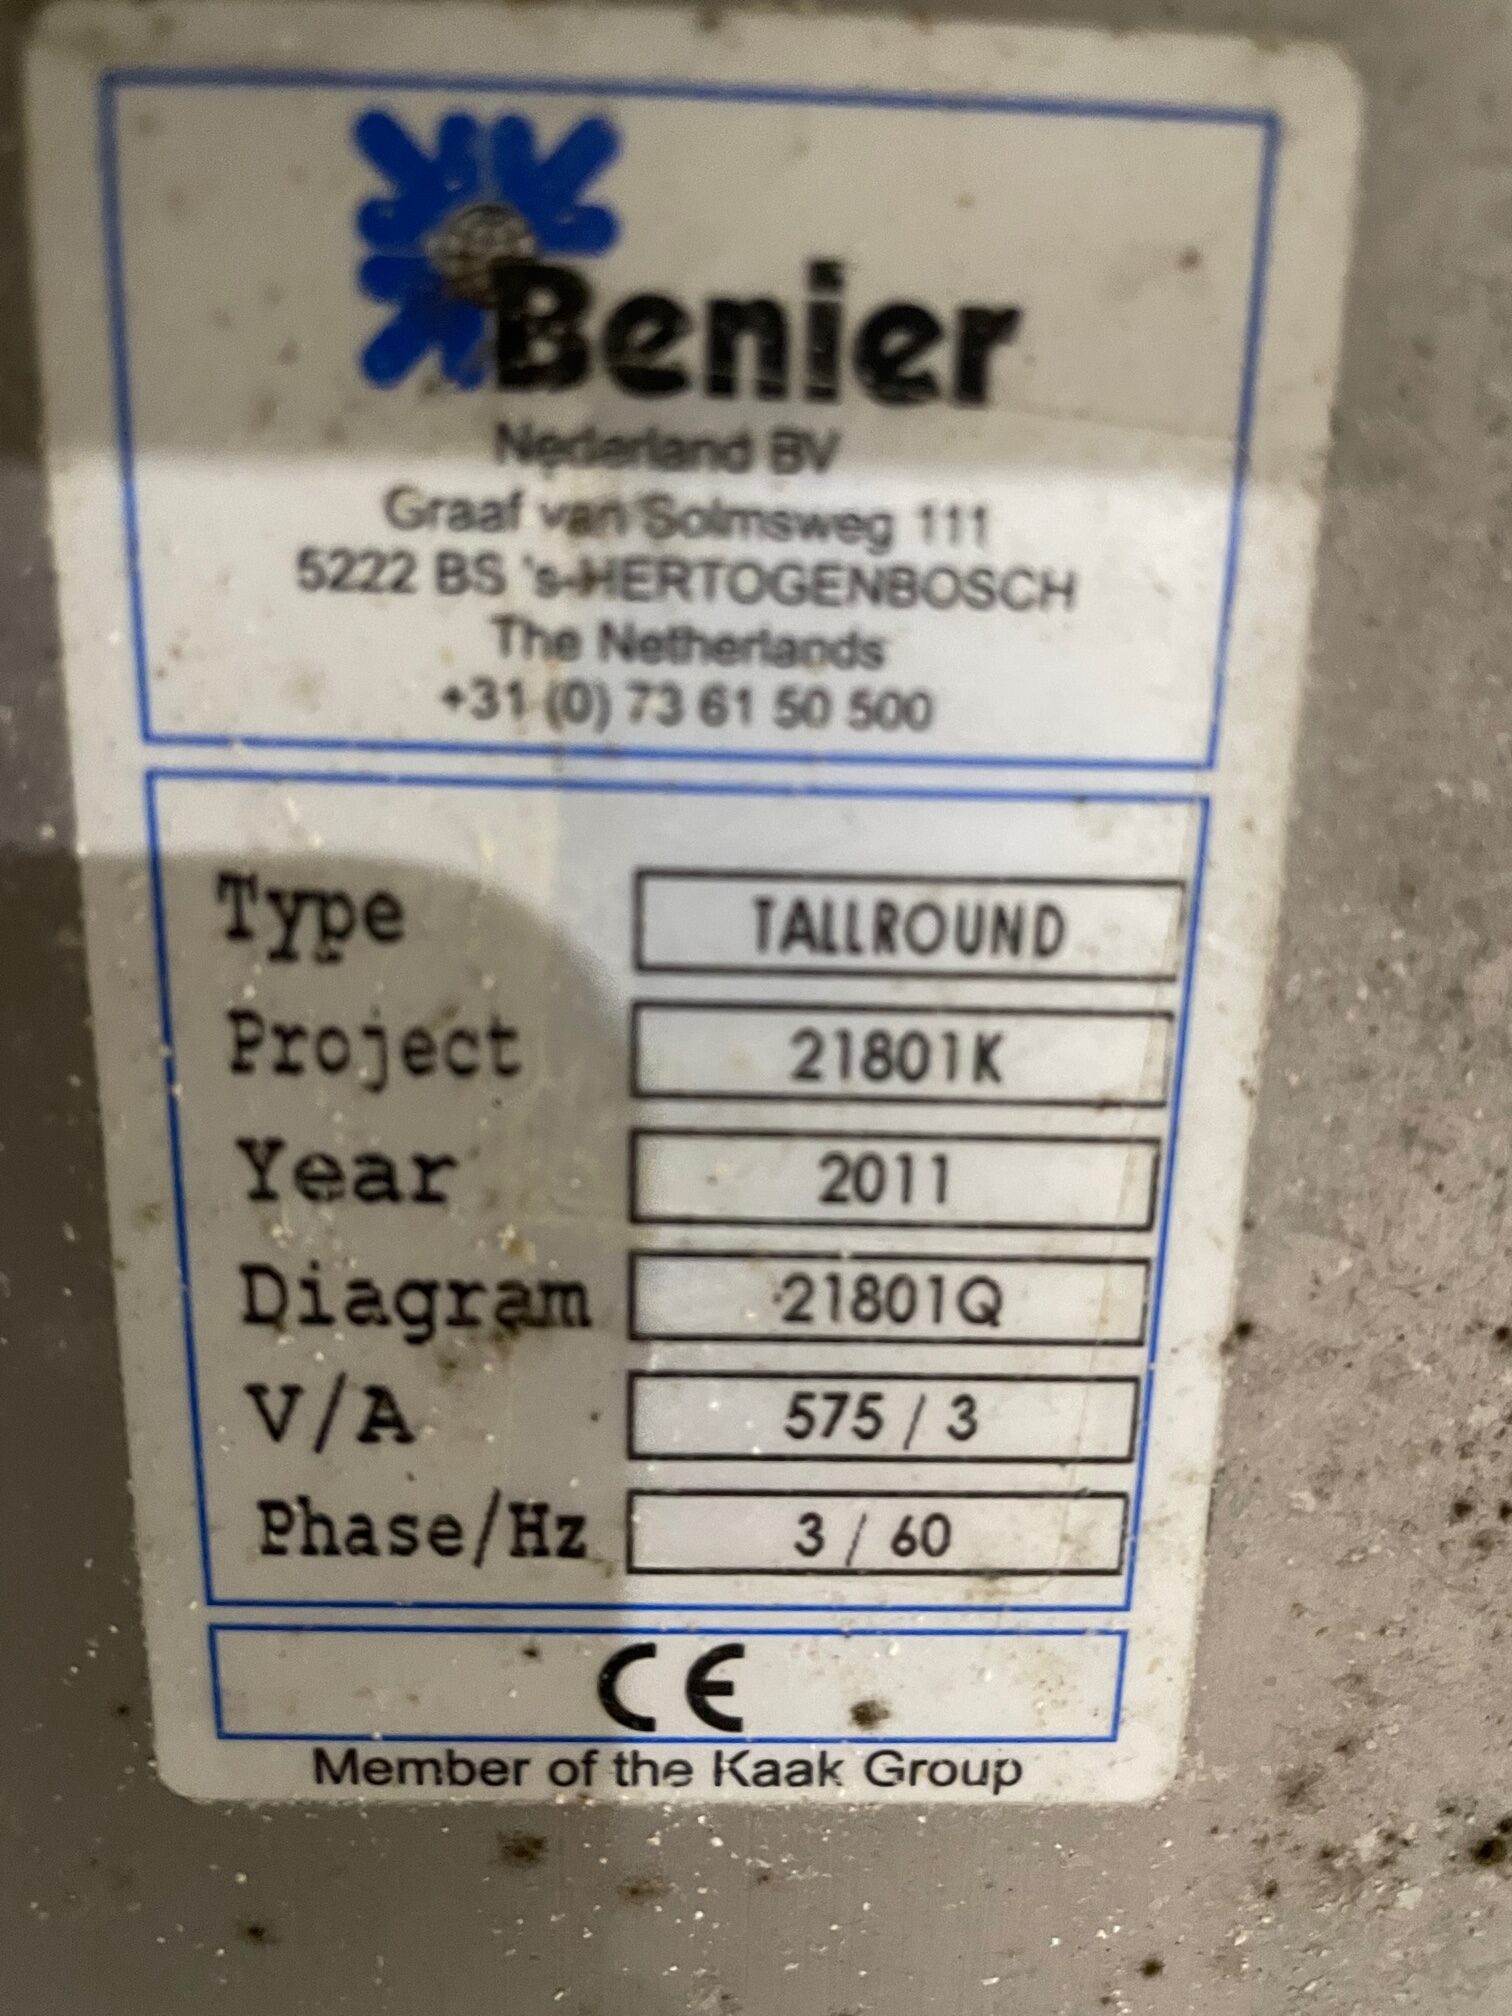 Benier
Nederland BV
Graaf van Solmsweg 111
5222 BS 's-HERTOGENBOSCH
The Netherlands
+31 (0) 73 61 50 500
Type TALLROUND
Project 21801K
Year 2011
Diagram 21801Q
V/A 575 / 3
Phase/Hz 3 / 60
CE
Member of the Kaak Group